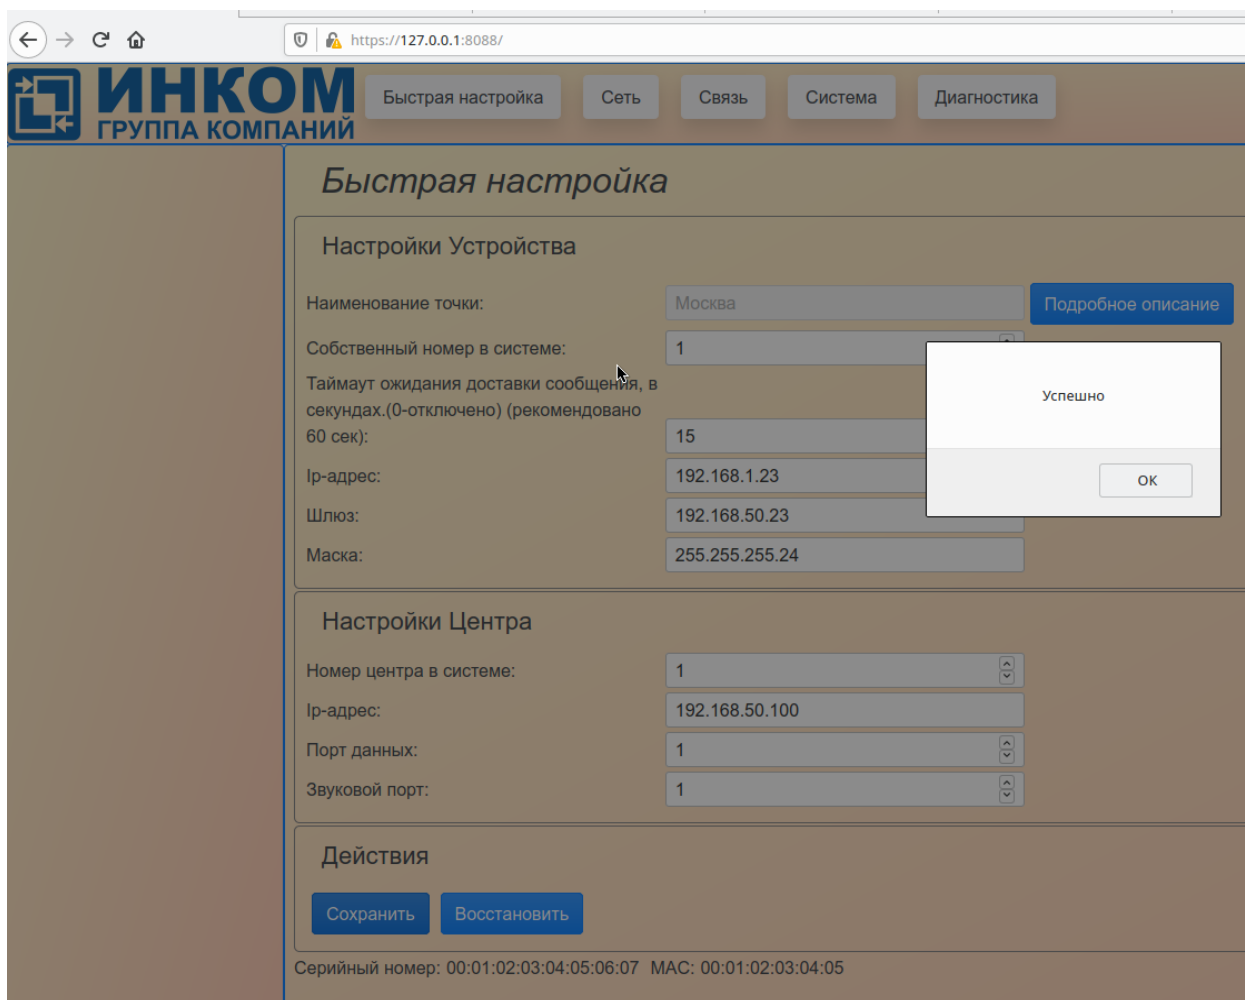 https://127.0.0.1:8088/
ИНКОМ
ГРУППА КОМПАНИЙ
Быстрая настройка
Сеть
Связь
Система
Диагностика
Быстрая настройка
Настройки Устройства
Наименование точки:
Москва
Подробное описание
Собственный номер в системе:
1
Таймаут ожидания доставки сообщения, в
секундах.(0-отключено) (рекомендовано
60 сек):
15
Ip-адрес:
192.168.1.23
Шлюз:
192.168.50.23
Маска:
255.255.255.24
Успешно
ОК
Настройки Центра
Номер центра в системе:
1
Ip-адрес:
192.168.50.100
Порт данных:
1
Звуковой порт:
1
Действия
Сохранить
Восстановить
Серийный номер: 00:01:02:03:04:05:06:07 MAC: 00:01:02:03:04:05